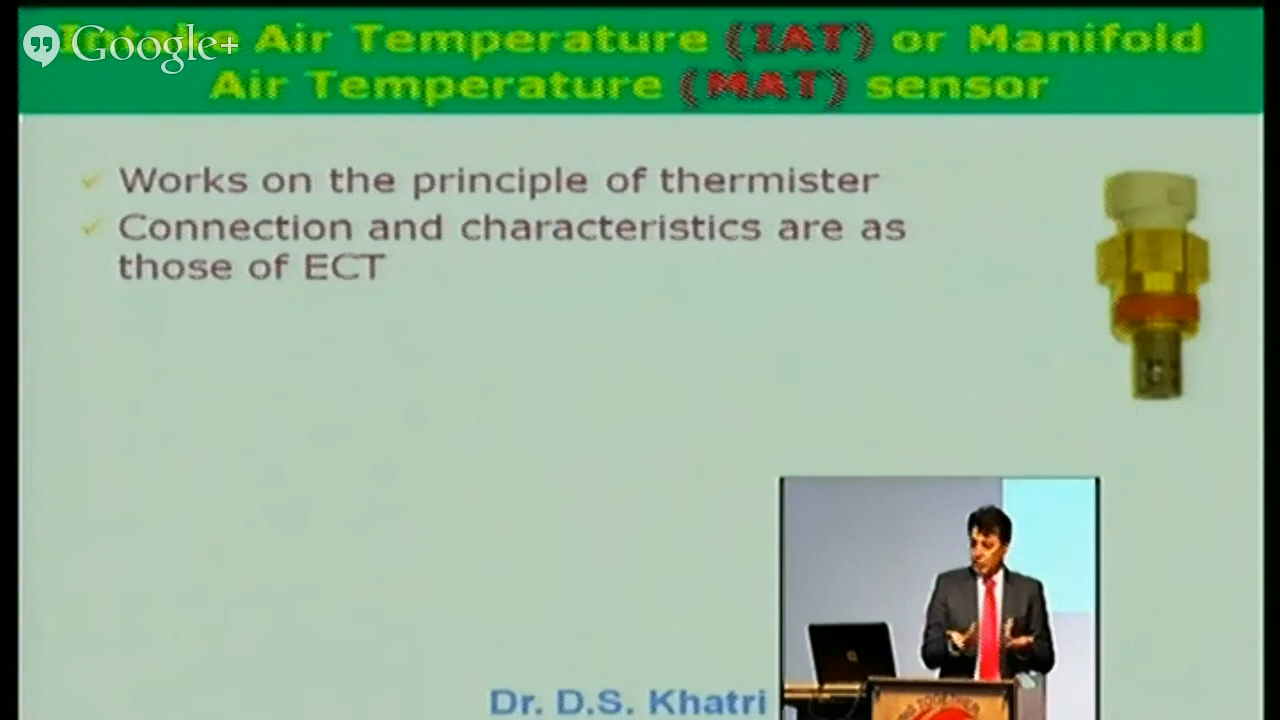 Google+
Air Temperature (IAT) or Manifold
Air Temperature (MAT) sensor
Works on the principle of thermister
Connection and characteristics are as
those of ECT
Dr. D.S. Khatri
TOGETHER